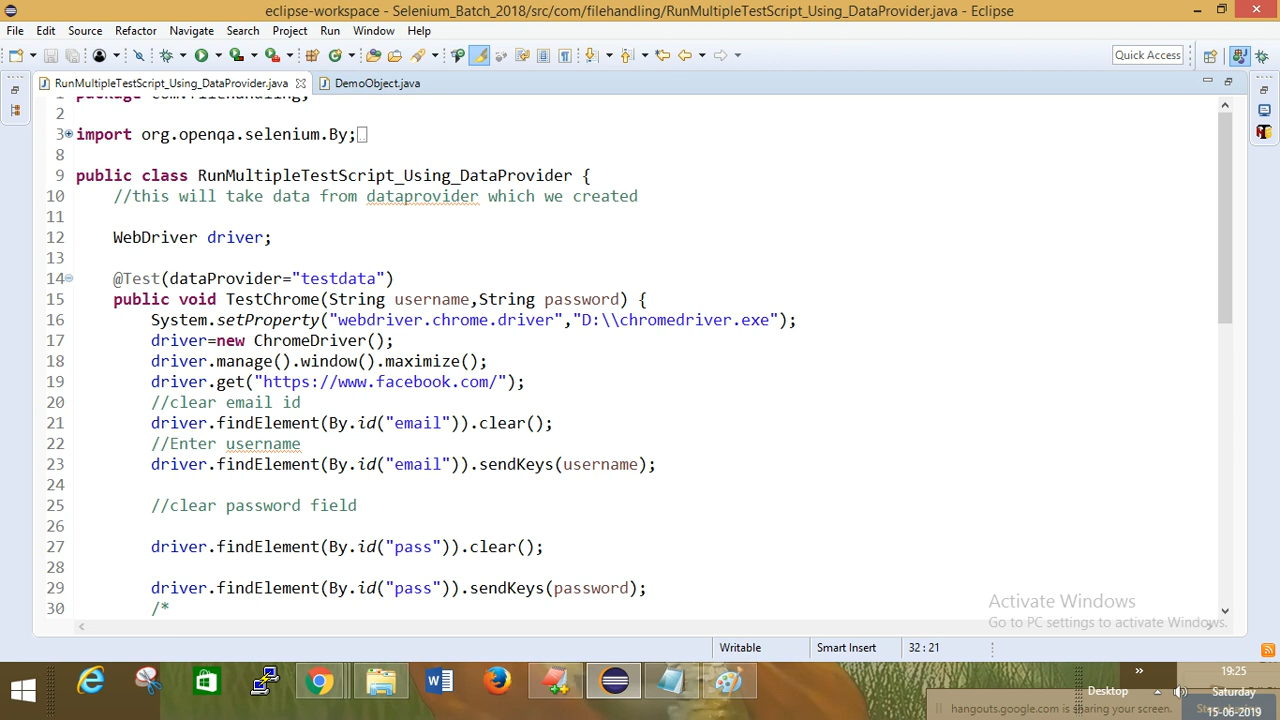 eclipse-workspace - Selenium_Batch_2018/src/com/filehandling/RunMultipleTestScript_Using_DataProvider.java - Eclipse
File Edit Source Refactor Navigate Search Project Run Window Help
Quick Access
RunMultipleTestScript_Using_DataProvider.java DemoObject.java
2
3 import org.openqa.selenium.By;
8
9 public class RunMultipleTestScript_Using_DataProvider {
10 //this will take data from dataprovider which we created
11
12 WebDriver driver;
13
14 @Test(dataProvider="testdata")
15 public void TestChrome(String username,String password) {
16 System.setProperty("webdriver.chrome.driver","D:\\chromedriver.exe");
17 driver=new ChromeDriver();
18 driver.manage().window().maximize();
19 driver.get("https://www.facebook.com/");
20 //clear email id
21 driver.findElement(By.id("email")).clear();
22 //Enter username
23 driver.findElement(By.id("email")).sendKeys(username);
24
25 //clear password field
26
27 driver.findElement(By.id("pass")).clear();
28
29 driver.findElement(By.id("pass")).sendKeys(password);
30 /*
Activate Windows
Go to PC settings to activate Windows.
Writable Smart Insert 32 : 21
19:25
Desktop Saturday
hangouts.google.com is sharing your screen.
15-06-2019